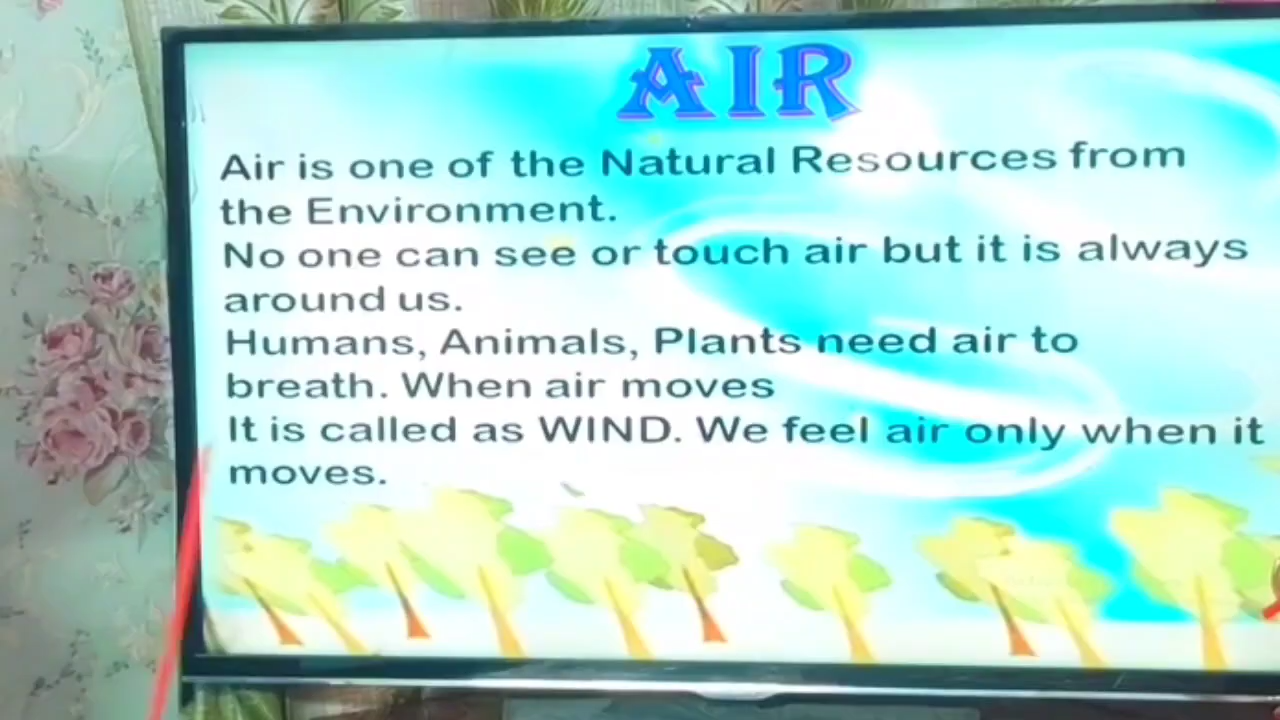 AIR
Air is one of the Natural Resources from
the Environment.
No one can see or touch air but it is always
around us.
Humans, Animals, Plants need air to
breath. When air moves
It is called as WIND. We feel air only when it
moves.